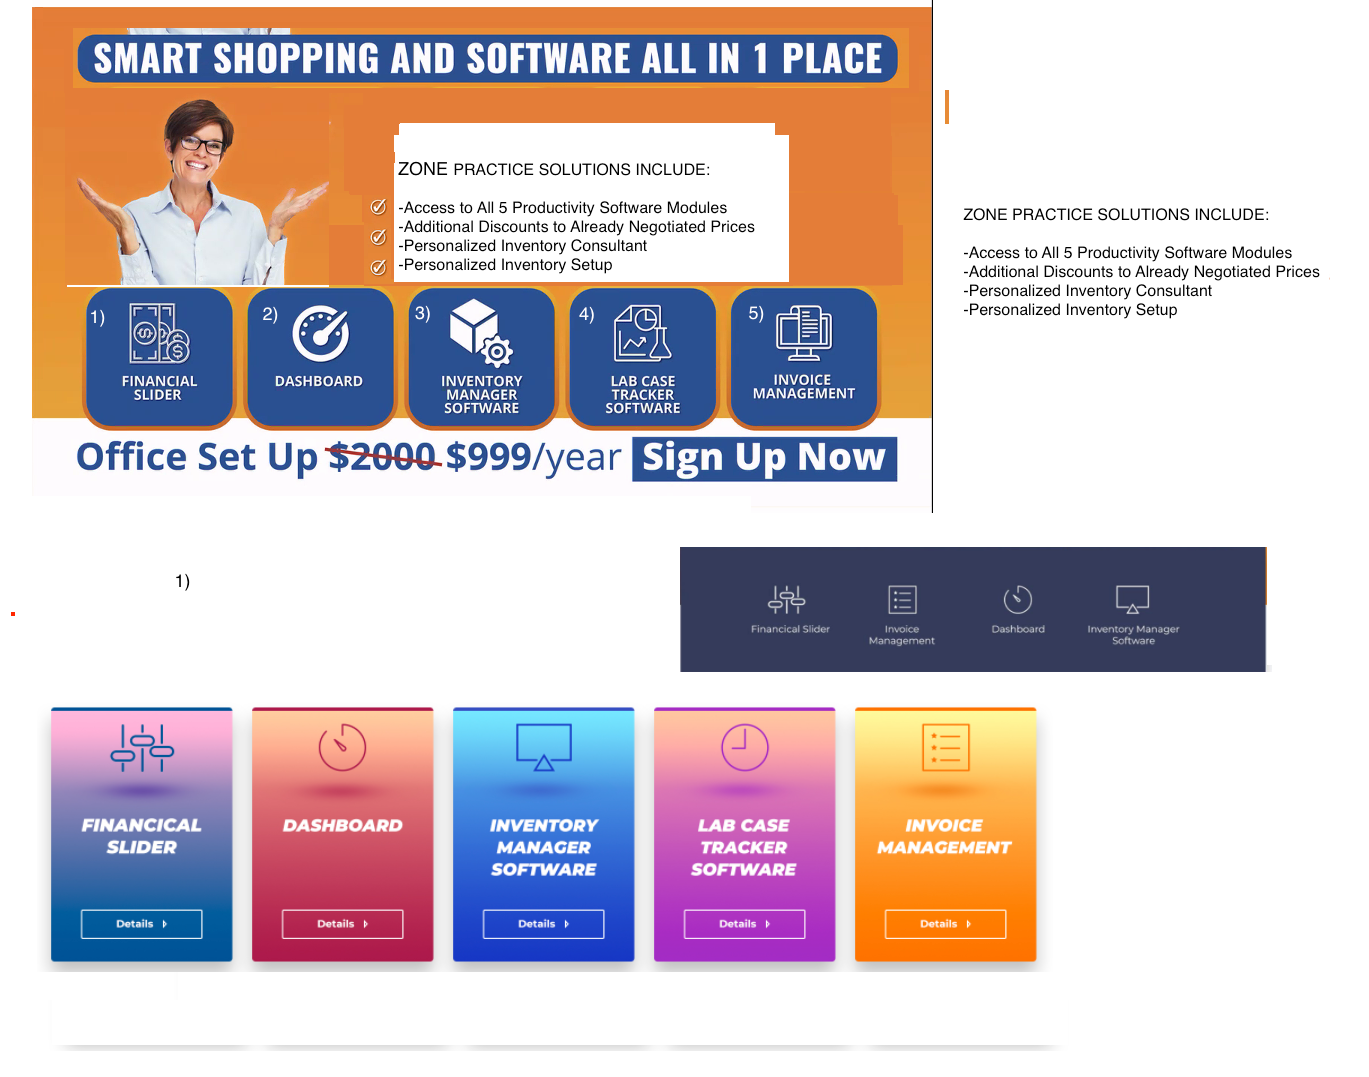 SMART SHOPPING AND SOFTWARE ALL IN 1 PLACE
ZONE PRACTICE SOLUTIONS INCLUDE:
-Access to All 5 Productivity Software Modules
-Additional Discounts to Already Negotiated Prices
-Personalized Inventory Consultant
-Personalized Inventory Setup
1)
FINANCIAL
SLIDER
2)
DASHBOARD
3)
INVENTORY
MANAGER
SOFTWARE
4)
LAB CASE
TRACKER
SOFTWARE
5)
INVOICE
MANAGEMENT
Office Set Up $2000 $999/year Sign Up Now
ZONE PRACTICE SOLUTIONS INCLUDE:
-Access to All 5 Productivity Software Modules
-Additional Discounts to Already Negotiated Prices
-Personalized Inventory Consultant
-Personalized Inventory Setup
1)
Financical Slider
Invoice
Management
Dashboard
Inventory Manager
Software
FINANCICAL
SLIDER
Details
DASHBOARD
Details
INVENTORY
MANAGER
SOFTWARE
Details
LAB CASE
TRACKER
SOFTWARE
Details
INVOICE
MANAGEMENT
Details